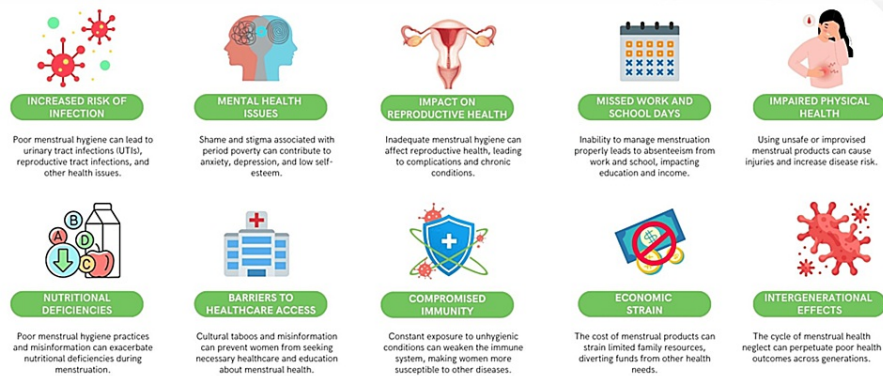 INCREASED RISK OF
INFECTION
Poor menstrual hygiene can lead to
urinary tract infections (UTIs),
reproductive tract infections, and
other health issues.
MENTAL HEALTH
ISSUES
Shame and stigma associated with
period poverty can contribute to
anxiety, depression, and low self-
esteem.
IMPACT ON
REPRODUCTIVE HEALTH
Inadequate menstrual hygiene can
affect reproductive health, leading
to complications and chronic
conditions.
MISSED WORK AND
SCHOOL DAYS
Inability to manage menstruation
properly leads to absenteeism from
work and school, impacting
education and income.
IMPAIRED PHYSICAL
HEALTH
Using unsafe or improvised
menstrual products can cause
injuries and increase disease risk.
B
A
D
C
NUTRITIONAL
DEFICIENCIES
Poor menstrual hygiene practices
and misinformation can exacerbate
nutritional deficiencies during
menstruation.
BARRIERS TO
HEALTHCARE ACCESS
Cultural taboos and misinformation
can prevent women from seeking
necessary healthcare and education
about menstrual health.
COMPROMISED
IMMUNITY
Constant exposure to unhygienic
conditions can weaken the immune
system, making women more
susceptible to other diseases.
$
ECONOMIC
STRAIN
The cost of menstrual products can
strain limited family resources,
diverting funds from other health
needs.
INTERGENERATIONAL
EFFECTS
The cycle of menstrual health
neglect can perpetuate poor health
outcomes across generations.